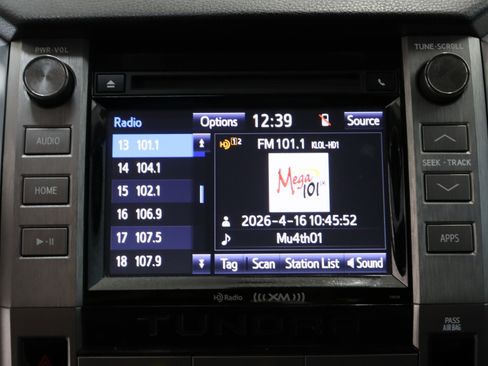 PWR•VOL
TUNE•SCROLL
AUDIO
HOME
SEEK • TRACK
APPS
Radio
Options
12:39
Source
13 101.1
14 104.1
15 102.1
16 106.9
17 107.5
18 107.9
HD 1 2
FM 101.1 KLOL-HD1
Mega
101
2026-4-16 10:45:52
Mu4th01
Tag
Scan
Station List
Sound
HD Radio
(((XM)))
TUNDRA
PASS
AIR BAG